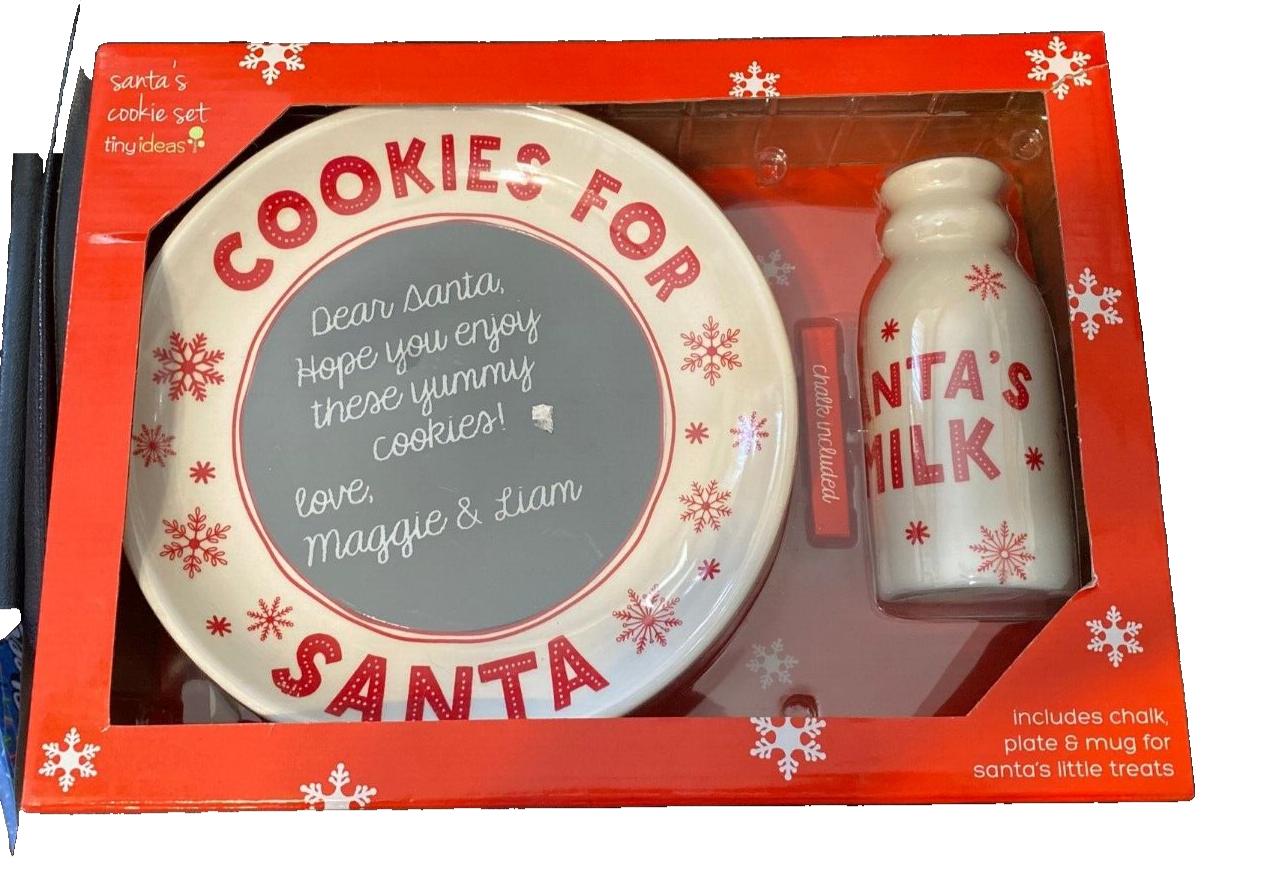 santa's
cookie set
tiny ideas
COOKIES FOR
Dear Santa,
Hope you enjoy
these yummy
cookies!
love,
Maggie & Liam
SANTA
chalk included
ANTA'S
MILK
includes chalk,
plate & mug for
santa's little treats